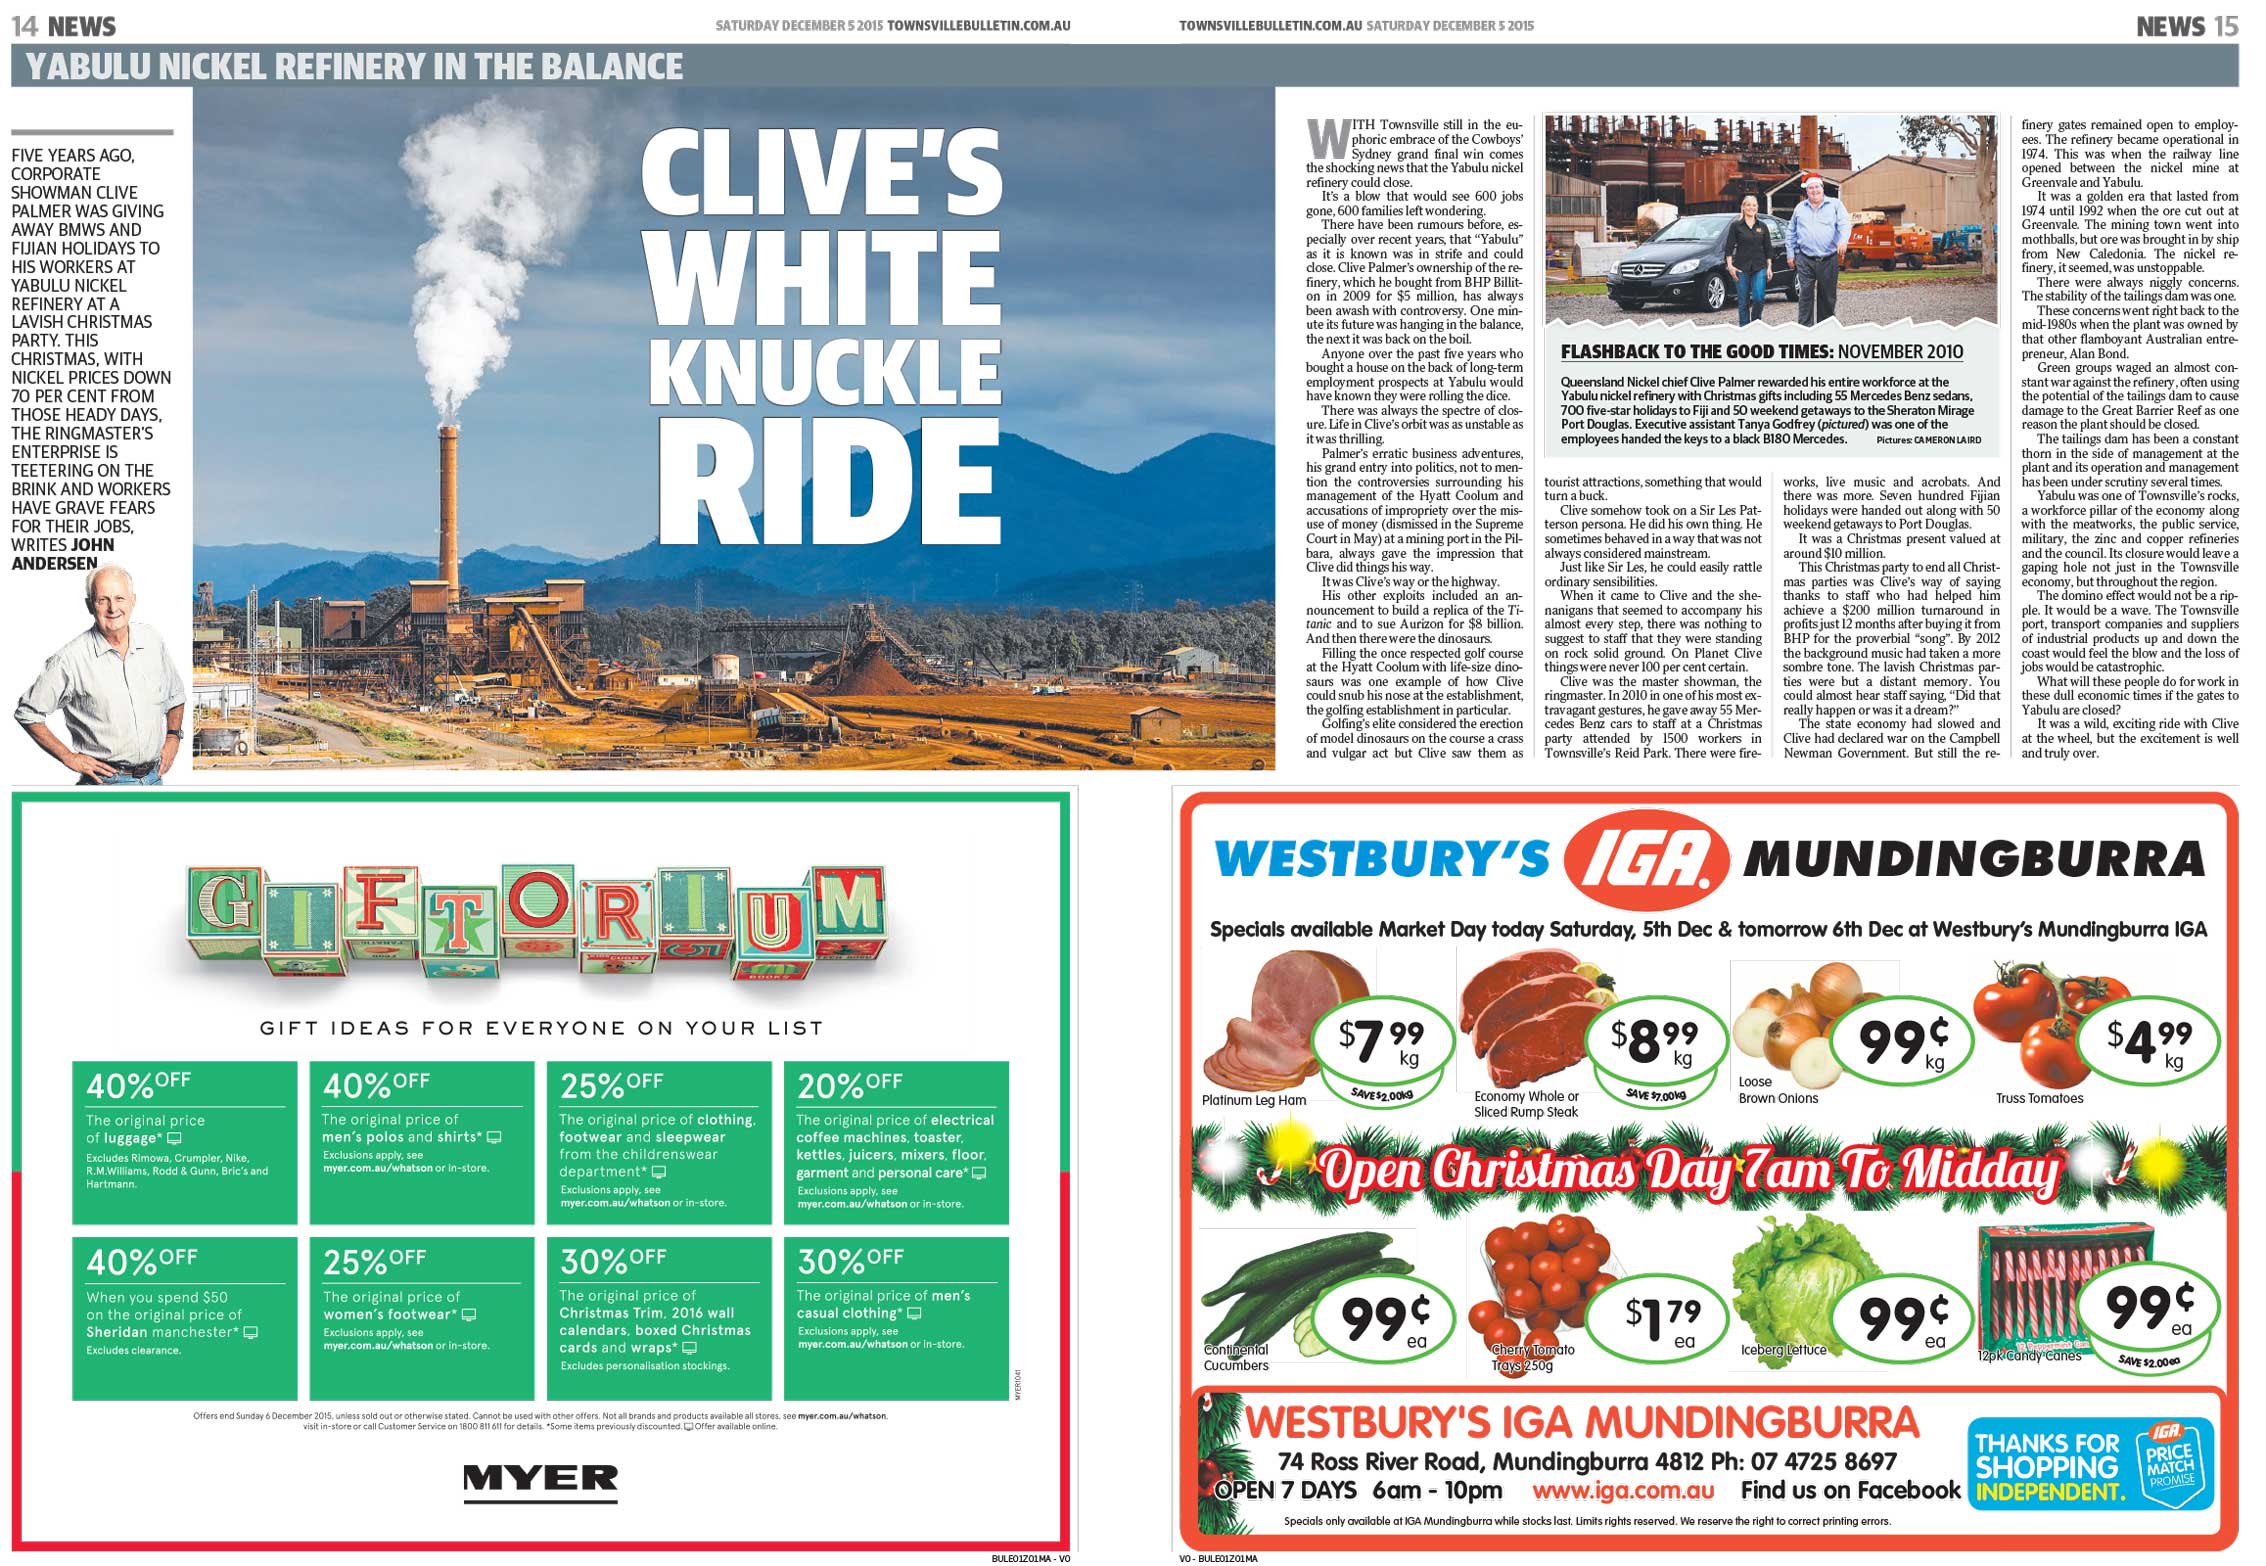 14 NEWS
SATURDAY DECEMBER 5 2015 TOWNSVILLEBULLETIN.COM.AU
TOWNSVILLEBULLETIN.COM.AU SATURDAY DECEMBER 5 2015
NEWS 15
YABULU NICKEL REFINERY IN THE BALANCE
FIVE YEARS AGO,
CORPORATE
SHOWMAN CLIVE
PALMER WAS GIVING
AWAY BMWS AND
FIJIAN HOLIDAYS TO
HIS WORKERS AT
YABULU NICKEL
REFINERY AT A
LAVISH CHRISTMAS
PARTY. THIS
CHRISTMAS, WITH
NICKEL PRICES DOWN
70 PER CENT FROM
THOSE HEADY DAYS,
THE RINGMASTER'S
ENTERPRISE IS
TEETERING ON THE
BRINK AND WORKERS
HAVE GRAVE FEARS
FOR THEIR JOBS,
WRITES JOHN
ANDERSEN
CLIVE'S
WHITE
KNUCKLE
RIDE
WITH Townsville still in the eu-
phoric embrace of the Cowboys'
Sydney grand final win comes
the shocking news that the Yabulu nickel
refinery could close.
It's a blow that would see 600 jobs
gone, 600 families left wondering.
There have been rumours before, es-
pecially over recent years, that "Yabulu"
as it is known was in strife and could
close. Clive Palmer's ownership of the re-
finery, which he bought from BHP Billit-
on in 2009 for $5 million, has always
been awash with controversy. One min-
ute its future was hanging in the balance,
the next it was back on the boil.
Anyone over the past five years who
bought a house on the back of long-term
employment prospects at Yabulu would
have known they were rolling the dice.
There was always the spectre of clos-
ure. Life in Clive's orbit was as unstable as
it was thrilling.
Palmer's erratic business adventures,
his grand entry into politics, not to men-
tion the controversies surrounding his
management of the Hyatt Coolum and
accusations of impropriety over the mis-
use of money (dismissed in the Supreme
Court in May) at a mining port in the Pil-
bara, always gave the impression that
Clive did things his way.
It was Clive's way or the highway.
His other exploits included an an-
nouncement to build a replica of the Ti-
tanic and to sue Aurizon for $8 billion.
And then there were the dinosaurs.
Filling the once respected golf course
at the Hyatt Coolum with life-size dino-
saurs was one example of how Clive
could snub his nose at the establishment,
the golfing establishment in particular.
Golfing's elite considered the erection
of model dinosaurs on the course a crass
and vulgar act but Clive saw them as
FLASHBACK TO THE GOOD TIMES: NOVEMBER 2010
Queensland Nickel chief Clive Palmer rewarded his entire workforce at the
Yabulu nickel refinery with Christmas gifts including 55 Mercedes Benz sedans,
700 five-star holidays to Fiji and 50 weekend getaways to the Sheraton Mirage
Port Douglas. Executive assistant Tanya Godfrey (pictured) was one of the
employees handed the keys to a black B180 Mercedes. Pictures: CAMERON LAIRD
tourist attractions, something that would
turn a buck.
Clive somehow took on a Sir Les Pat-
terson persona. He did his own thing. He
sometimes behaved in a way that was not
always considered mainstream.
Just like Sir Les, he could easily rattle
ordinary sensibilities.
When it came to Clive and the she-
nanigans that seemed to accompany his
almost every step, there was nothing to
suggest to staff that they were standing
on rock solid ground. On Planet Clive
things were never 100 per cent certain.
Clive was the master showman, the
ringmaster. In 2010 in one of his most ex-
travagant gestures, he gave away 55 Mer-
cedes Benz cars to staff at a Christmas
party attended by 1500 workers in
Townsville's Reid Park. There were fire-
works, live music and acrobats. And
there was more. Seven hundred Fijian
holidays were handed out along with 50
weekend getaways to Port Douglas.
It was a Christmas present valued at
around $10 million.
This Christmas party to end all Christ-
mas parties was Clive's way of saying
thanks to staff who had helped him
achieve a $200 million turnaround in
profits just 12 months after buying it from
BHP for the proverbial "song". By 2012
the background music had taken a more
sombre tone. The lavish Christmas par-
ties were but a distant memory. You
could almost hear staff saying, "Did that
really happen or was it a dream?"
The state economy had slowed and
Clive had declared war on the Campbell
Newman Government. But still the re-
finery gates remained open to employ-
ees. The refinery became operational in
1974. This was when the railway line
opened between the nickel mine at
Greenvale and Yabulu.
It was a golden era that lasted from
1974 until 1992 when the ore cut out at
Greenvale. The mining town went into
mothballs, but ore was brought in by ship
from New Caledonia. The nickel re-
finery, it seemed, was unstoppable.
There were always niggly concerns.
The stability of the tailings dam was one.
These concerns went right back to the
mid-1980s when the plant was owned by
that other flamboyant Australian entre-
preneur, Alan Bond.
Green groups waged an almost con-
stant war against the refinery, often using
the potential of the tailings dam to cause
damage to the Great Barrier Reef as one
reason the plant should be closed.
The tailings dam has been a constant
thorn in the side of management at the
plant and its operation and management
has been under scrutiny several times.
Yabulu was one of Townsville's rocks,
a workforce pillar of the economy along
with the meatworks, the public service,
military, the zinc and copper refineries
and the council. Its closure would leave a
gaping hole not just in the Townsville
economy, but throughout the region.
The domino effect would not be a rip-
ple. It would be a wave. The Townsville
port, transport companies and suppliers
of industrial products up and down the
coast would feel the blow and the loss of
jobs would be catastrophic.
What will these people do for work in
these dull economic times if the gates to
Yabulu are closed?
It was a wild, exciting ride with Clive
at the wheel, but the excitement is well
and truly over.
GIFTORIUM
GIFT IDEAS FOR EVERYONE ON YOUR LIST
40% OFF
The original price
of luggage*
Excludes Rimowa, Crumpler, Nike,
R.M.Williams, Rodd & Gunn, Bric's and
Hartmann.
40% OFF
The original price of
men's polos and shirts*
Exclusions apply, see
myer.com.au/whatson or in-store.
25% OFF
The original price of clothing,
footwear and sleepwear
from the childrenswear
department*
Exclusions apply, see
myer.com.au/whatson or in-store.
20% OFF
The original price of electrical
coffee machines, toaster,
kettles, juicers, mixers, floor,
garment and personal care*
Exclusions apply, see
myer.com.au/whatson or in-store.
40% OFF
When you spend $50
on the original price of
Sheridan manchester*
Excludes clearance.
25% OFF
The original price of
women's footwear*
Exclusions apply, see
myer.com.au/whatson or in-store.
30% OFF
The original price of
Christmas Trim, 2016 wall
calendars, boxed Christmas
cards and wraps*
Excludes personalisation stockings.
30% OFF
The original price of men's
casual clothing*
Exclusions apply, see
myer.com.au/whatson or in-store.
MYER1041
Offers end Sunday 6 December 2015, unless sold out or otherwise stated. Cannot be used with other offers. Not all brands and products available all stores, see myer.com.au/whatson,
visit in-store or call Customer Service on 1800 811 611 for details. *Some items previously discounted. Offer available online.
MYER
BULE01Z01MA - V0
WESTBURY'S IGA MUNDINGBURRA
Specials available Market Day today Saturday, 5th Dec & tomorrow 6th Dec at Westbury's Mundingburra IGA
$7.99 kg
SAVE $2.00kg
Platinum Leg Ham
$8.99 kg
SAVE $7.00kg
Economy Whole or
Sliced Rump Steak
99¢ kg
Loose
Brown Onions
$4.99 kg
Truss Tomatoes
Open Christmas Day 7am To Midday
99¢ ea
Continental
Cucumbers
$1.79 ea
Cherry Tomato
Trays 250g
99¢ ea
Iceberg Lettuce
99¢ ea
SAVE $2.00ea
12pk Candy Canes
WESTBURY'S IGA MUNDINGBURRA
74 Ross River Road, Mundingburra 4812 Ph: 07 4725 8697
OPEN 7 DAYS 6am - 10pm www.iga.com.au Find us on Facebook
THANKS FOR
SHOPPING
INDEPENDENT.
IGA
PRICE
MATCH
PROMISE
Specials only available at IGA Mundingburra while stocks last. Limits rights reserved. We reserve the right to correct printing errors.
V0 - BULE01Z01MA